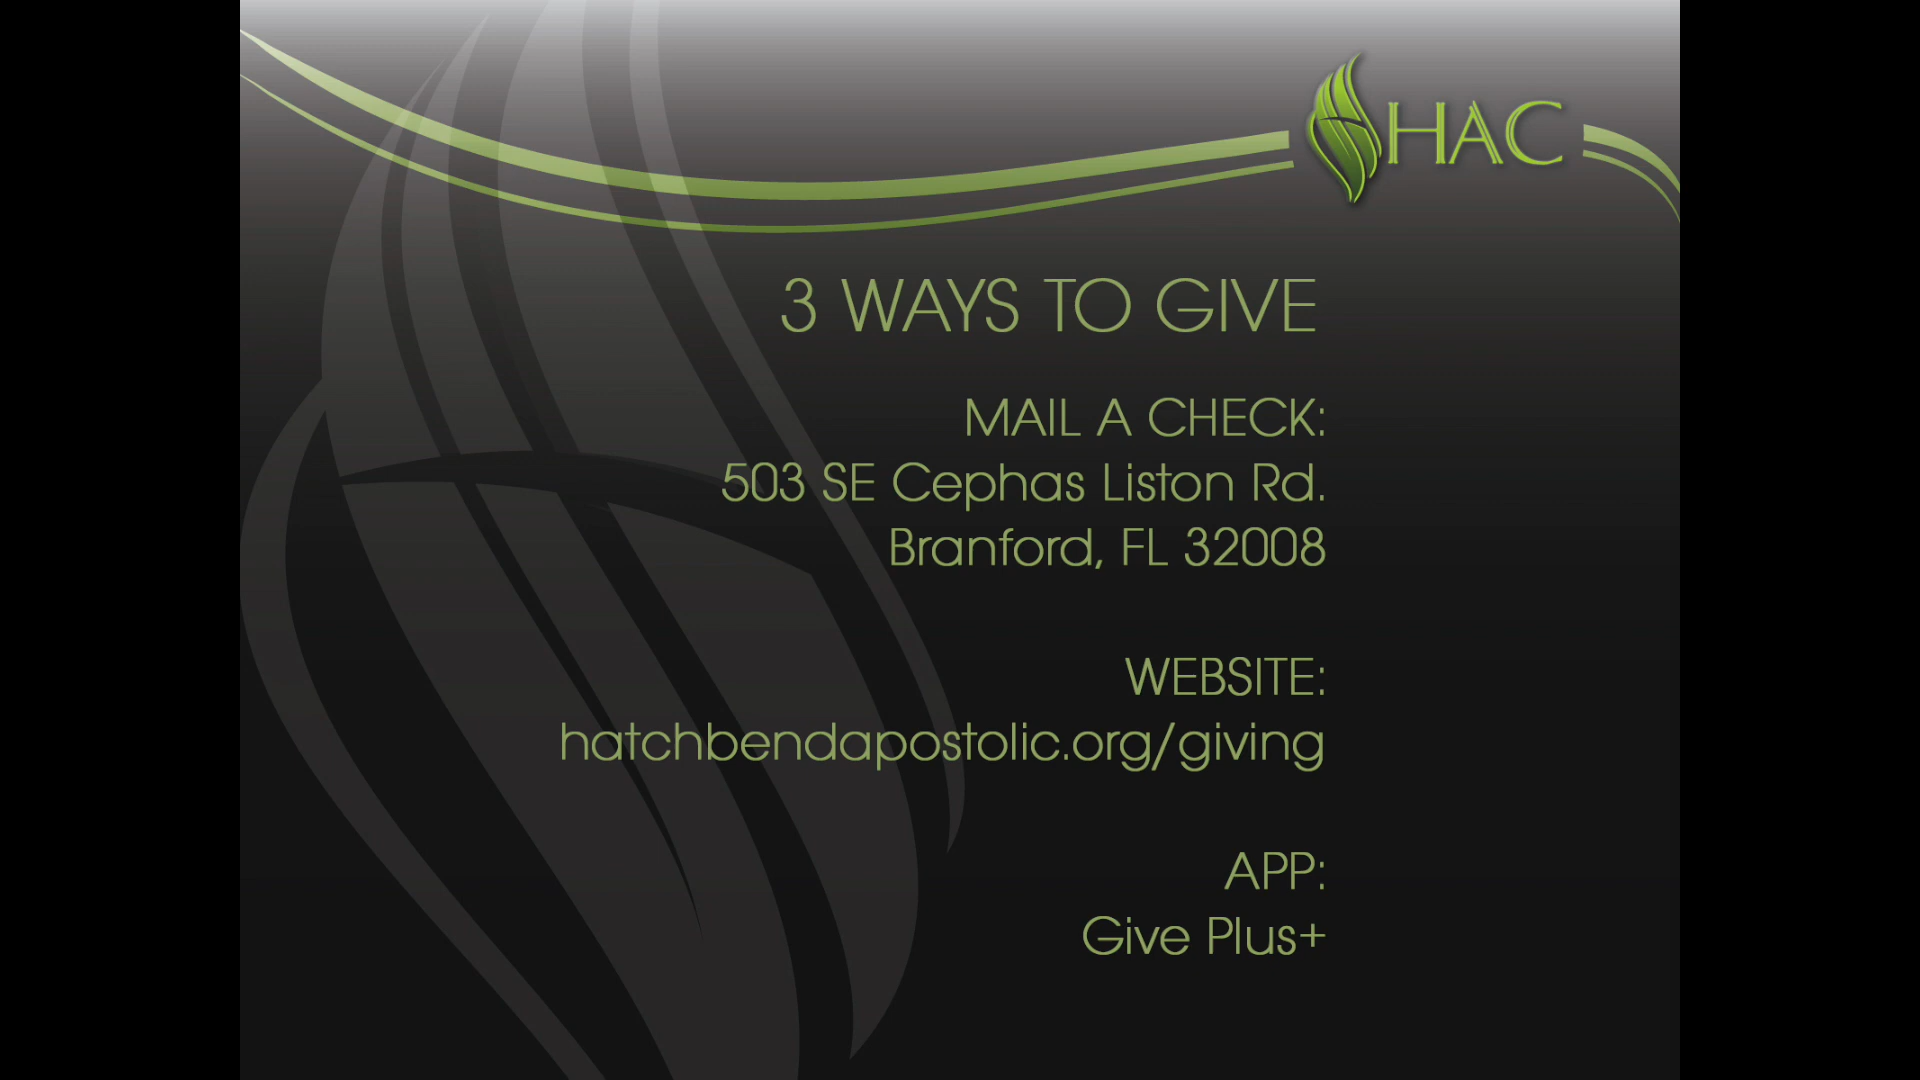 HAC
3 WAYS TO GIVE
MAIL A CHECK:
503 SE Cephas Liston Rd.
Branford, FL 32008
WEBSITE:
hatchbendapostolic.org/giving
APP:
Give Plus+